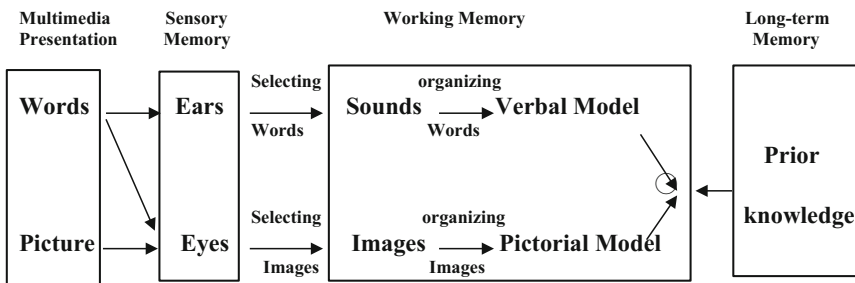 Multimedia
Presentation
Sensory
Memory
Working Memory
Long-term
Memory
Words
Ears
Selecting
Words
Sounds
organizing
Words
Verbal Model
Prior
knowledge
Picture
Eyes
Selecting
Images
Images
organizing
Images
Pictorial Model